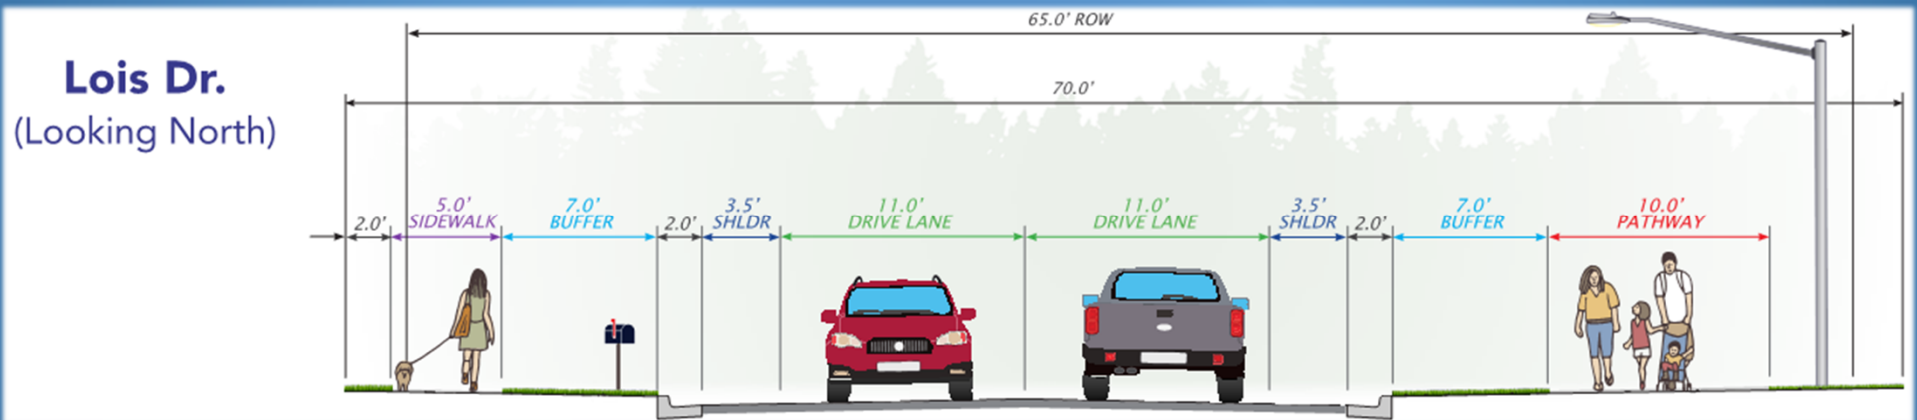 Lois Dr.
(Looking North)
65.0' ROW
70.0'
2.0'
5.0'
SIDEWALK
7.0'
BUFFER
2.0'
3.5'
SHLDR
11.0'
DRIVE LANE
11.0'
DRIVE LANE
3.5'
SHLDR
2.0'
7.0'
BUFFER
10.0'
PATHWAY